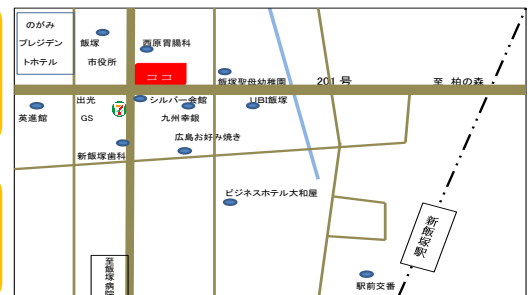 のがみ
プレジデン
トホテル
飯塚
市役所
西原胃腸科
ココ
飯塚聖母幼稚園
201号
至 柏の森
英進館
出光
GS
7
シルバー会館
九州幸銀
UBI飯塚
広島お好み焼き
新飯塚歯科
ビジネスホテル大和屋
新飯塚駅
至飯塚病院
駅前交番